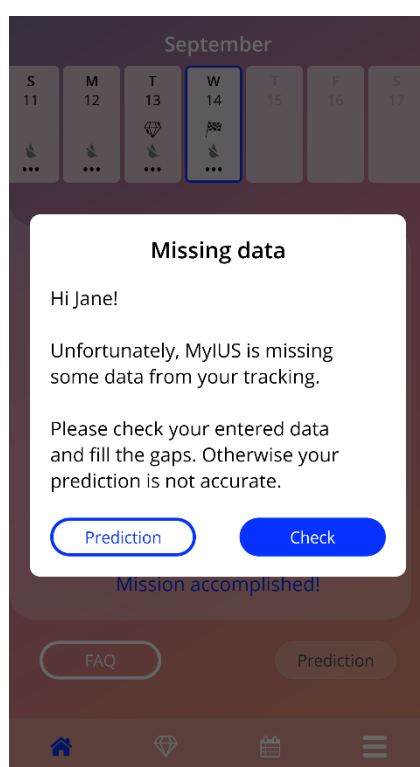 September
S M T W T F S
11 12 13 14 15 16 17
Missing data
Hi Jane!
Unfortunately, MyIUS is missing
some data from your tracking.
Please check your entered data
and fill the gaps. Otherwise your
prediction is not accurate.
Prediction Check
Mission accomplished!
FAQ Prediction